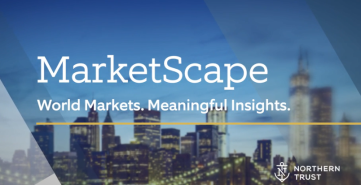 MarketScape
World Markets. Meaningful Insights.
NORTHERN
TRUST